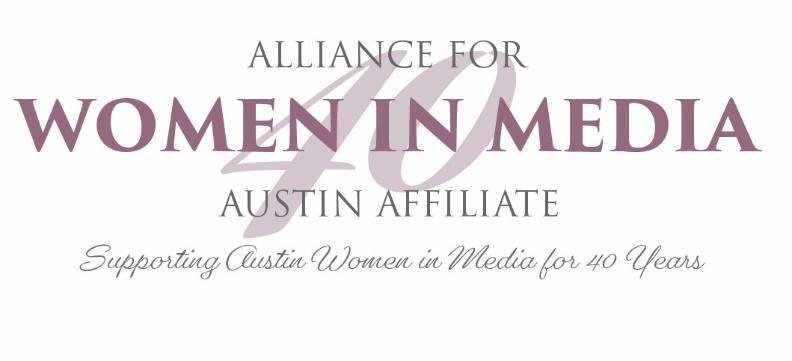 ALLIANCE FOR
40
WOMEN IN MEDIA
AUSTIN AFFILIATE
Supporting Austin Women in Media for 40 Years